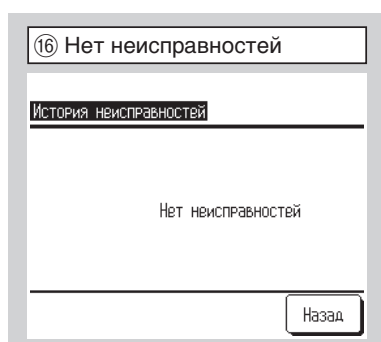 ⑯ Нет неисправностей
История неисправностей
Нет неисправностей
Назад